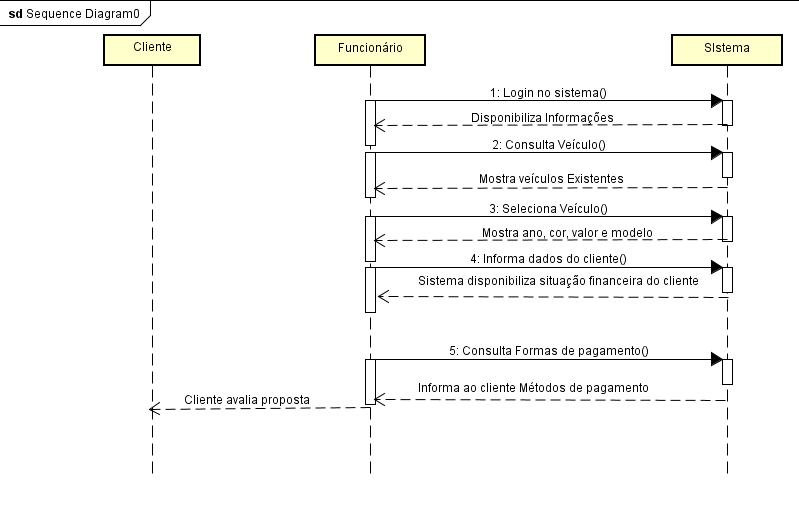 sd Sequence Diagram0
Cliente
Funcionário
SIstema
1: Login no sistema()
Disponibiliza Informações
2: Consulta Veículo()
Mostra veículos Existentes
3: Seleciona Veículo()
Mostra ano, cor, valor e modelo
4: Informa dados do cliente()
Sistema disponibiliza situação financeira do cliente
5: Consulta Formas de pagamento()
Informa ao cliente Métodos de pagamento
Cliente avalia proposta